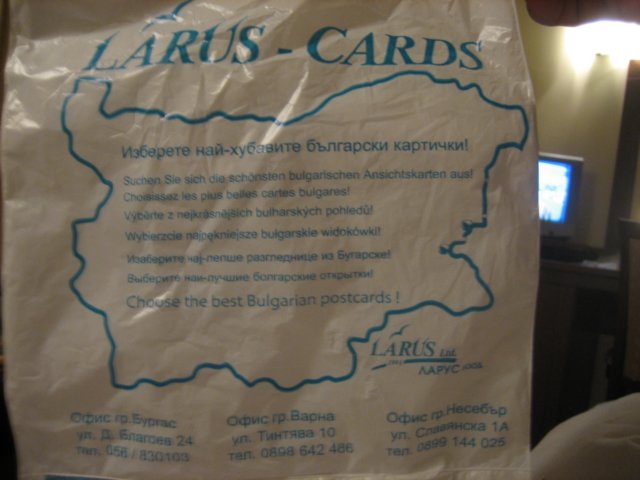 LARUS - CARDS
Изберете най-хубавите български картички!
Suchen Sie sich die schönsten bulgarischen Ansichtskarten aus!
Choisissez les plus belles cartes bulgares!
Vyberte z nejkrásnějších bulharských pohledů!
Wybierzcie najpękniejsze bułgarskie widokówki!
Изаберите нај-лепше разгледнице из Бугарске!
Выберите наи-лучшие болгарские открытки!
Choose the best Bulgarian postcards !
LARUS Ltd.
ЛАРУС ООД
Офис гр.Бургас
ул. Д. Благоев 24
тел. 056 / 830103
Офис гр.Варна
ул. Тинтява 10
тел. 0898 642 486
Офис гр.Несебър
ул. Славянска 1А
тел. 0899 144 025